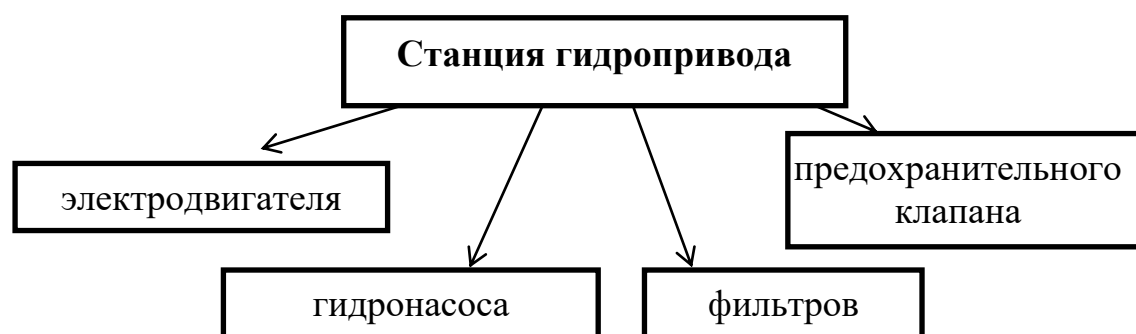 Станция гидропривода
электродвигателя
предохранительного
клапана
гидронасоса
фильтров